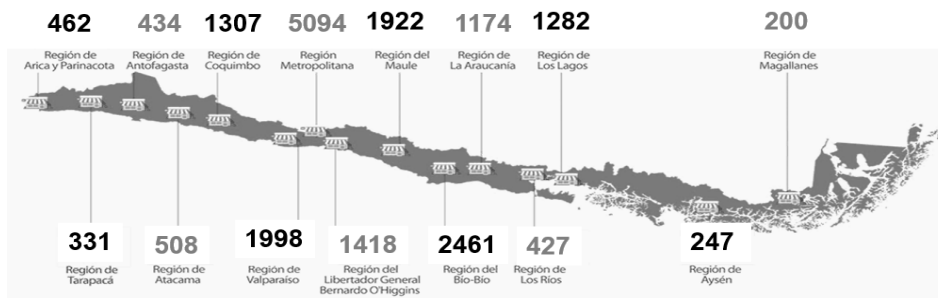 462 434 1307 5094 1922 1174 1282 200
Región de Arica y Parinacota
Región de Antofagasta
Región de Coquimbo
Región Metropolitana
Región del Maule
Región de La Araucanía
Región de Los Lagos
Región de Magallanes
331 508 1998 1418 2461 427 247
Región de Tarapacá
Región de Atacama
Región de Valparaíso
Región del Libertador General Bernardo O'Higgins
Región del Bío-Bío
Región de Los Ríos
Región de Aysén